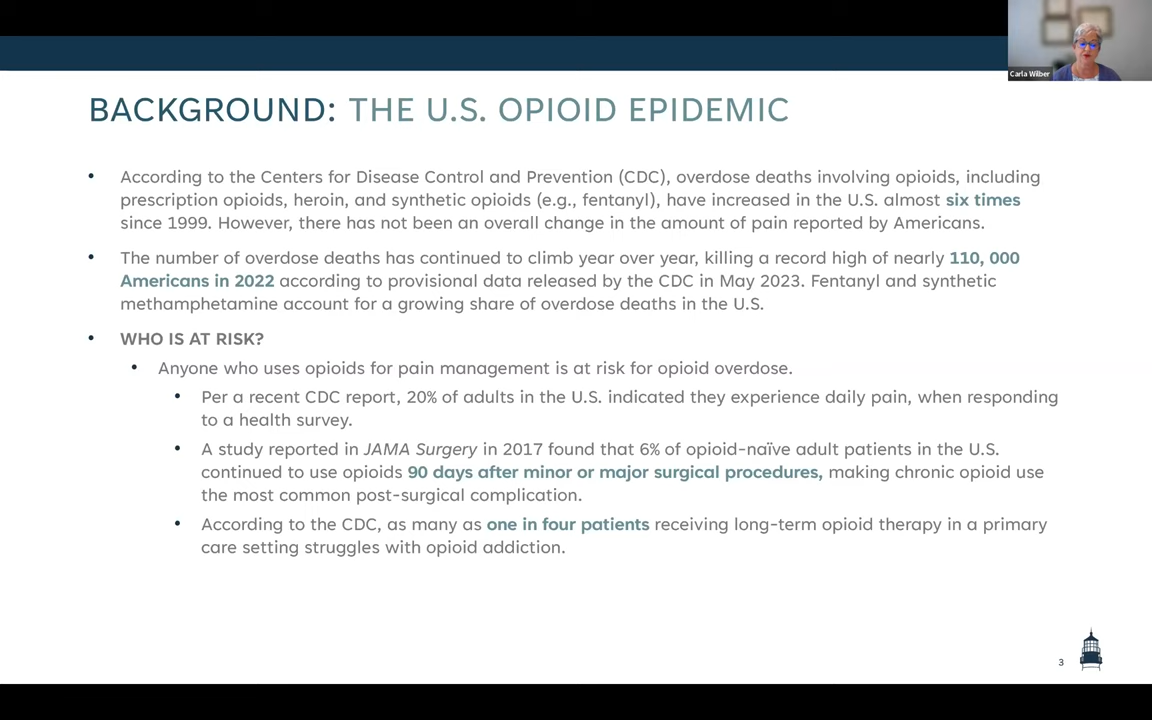 Carla Wilber
BACKGROUND: THE U.S. OPIOID EPIDEMIC
• According to the Centers for Disease Control and Prevention (CDC), overdose deaths involving opioids, including
prescription opioids, heroin, and synthetic opioids (e.g., fentanyl), have increased in the U.S. almost six times
since 1999. However, there has not been an overall change in the amount of pain reported by Americans.
• The number of overdose deaths has continued to climb year over year, killing a record high of nearly 110, 000
Americans in 2022 according to provisional data released by the CDC in May 2023. Fentanyl and synthetic
methamphetamine account for a growing share of overdose deaths in the U.S.
• WHO IS AT RISK?
• Anyone who uses opioids for pain management is at risk for opioid overdose.
• Per a recent CDC report, 20% of adults in the U.S. indicated they experience daily pain, when responding
to a health survey.
• A study reported in JAMA Surgery in 2017 found that 6% of opioid-naïve adult patients in the U.S.
continued to use opioids 90 days after minor or major surgical procedures, making chronic opioid use
the most common post-surgical complication.
• According to the CDC, as many as one in four patients receiving long-term opioid therapy in a primary
care setting struggles with opioid addiction.
3